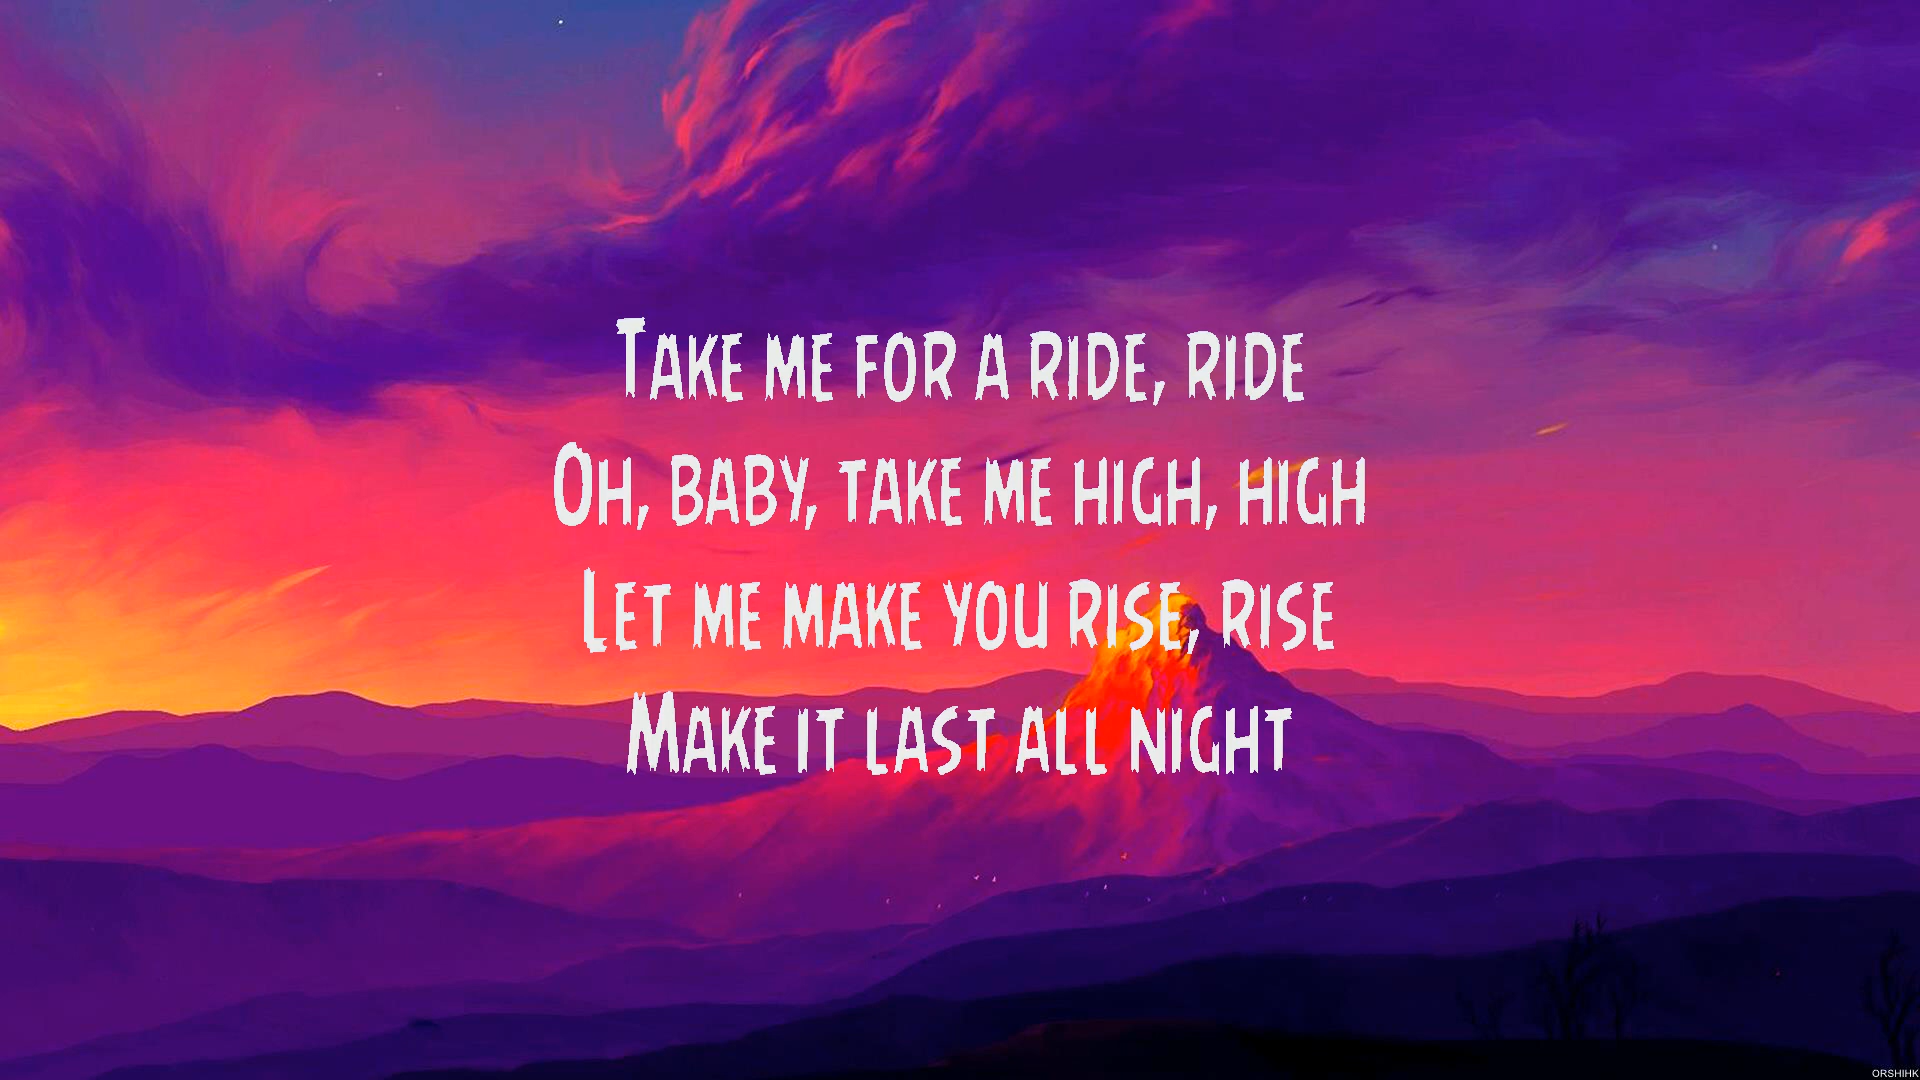 Take me for a ride, ride
Oh, baby, take me high, high
Let me make you rise, rise
Make it last all night
ORSHIHK